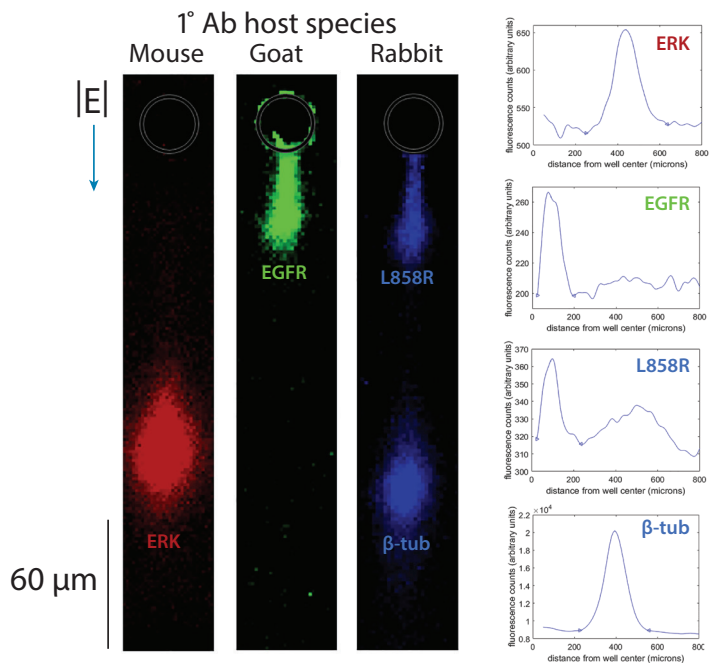 1° Ab host species
Mouse Goat Rabbit
|E|
EGFR
L858R
ERK
β-tub
60 μm
ERK
fluorescence counts (arbitrary units)
650
600
550
500
0 200 400 600 800
distance from well center (microns)
EGFR
fluorescence counts (arbitrary units)
260
240
220
200
0 200 400 600 800
distance from well center (microns)
L858R
fluorescence counts (arbitrary units)
370
360
350
340
330
320
310
300
0 200 400 600 800
distance from well center (microns)
β-tub
fluorescence counts (arbitrary units)
×10⁴
2.2
2
1.8
1.6
1.4
1.2
1
0.8
0 200 400 600 800
distance from well center (microns)